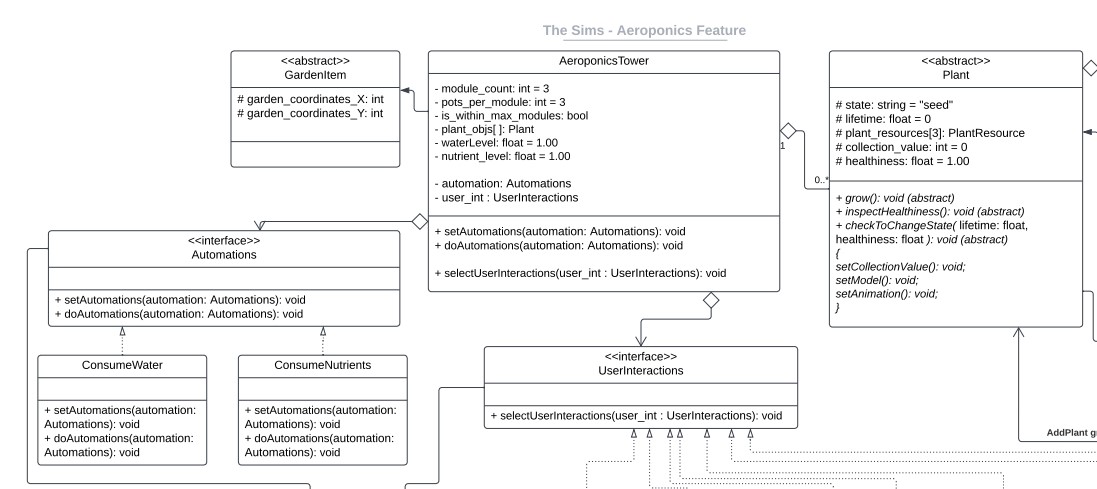 The Sims - Aeroponics Feature
<<abstract>>
GardenItem
# garden_coordinates_X: int
# garden_coordinates_Y: int
AeroponicsTower
- module_count: int = 3
- pots_per_module: int = 3
- is_within_max_modules: bool
- plant_objs[ ]: Plant
- waterLevel: float = 1.00
- nutrient_level: float = 1.00
- automation: Automations
- user_int : UserInteractions
+ setAutomations(automation: Automations): void
+ doAutomations(automation: Automations): void
+ selectUserInteractions(user_int : UserInteractions): void
1
0..*
<<abstract>>
Plant
# state: string = "seed"
# lifetime: float = 0
# plant_resources[3]: PlantResource
# collection_value: int = 0
# healthiness: float = 1.00
+ grow(): void (abstract)
+ inspectHealthiness(): void (abstract)
+ checkToChangeState( lifetime: float,
healthiness: float ): void (abstract)
{
setCollectionValue(): void;
setModel(): void;
setAnimation(): void;
}
<<interface>>
Automations
+ setAutomations(automation: Automations): void
+ doAutomations(automation: Automations): void
ConsumeWater
+ setAutomations(automation:
Automations): void
+ doAutomations(automation:
Automations): void
ConsumeNutrients
+ setAutomations(automation:
Automations): void
+ doAutomations(automation:
Automations): void
<<interface>>
UserInteractions
+ selectUserInteractions(user_int : UserInteractions): void
AddPlant